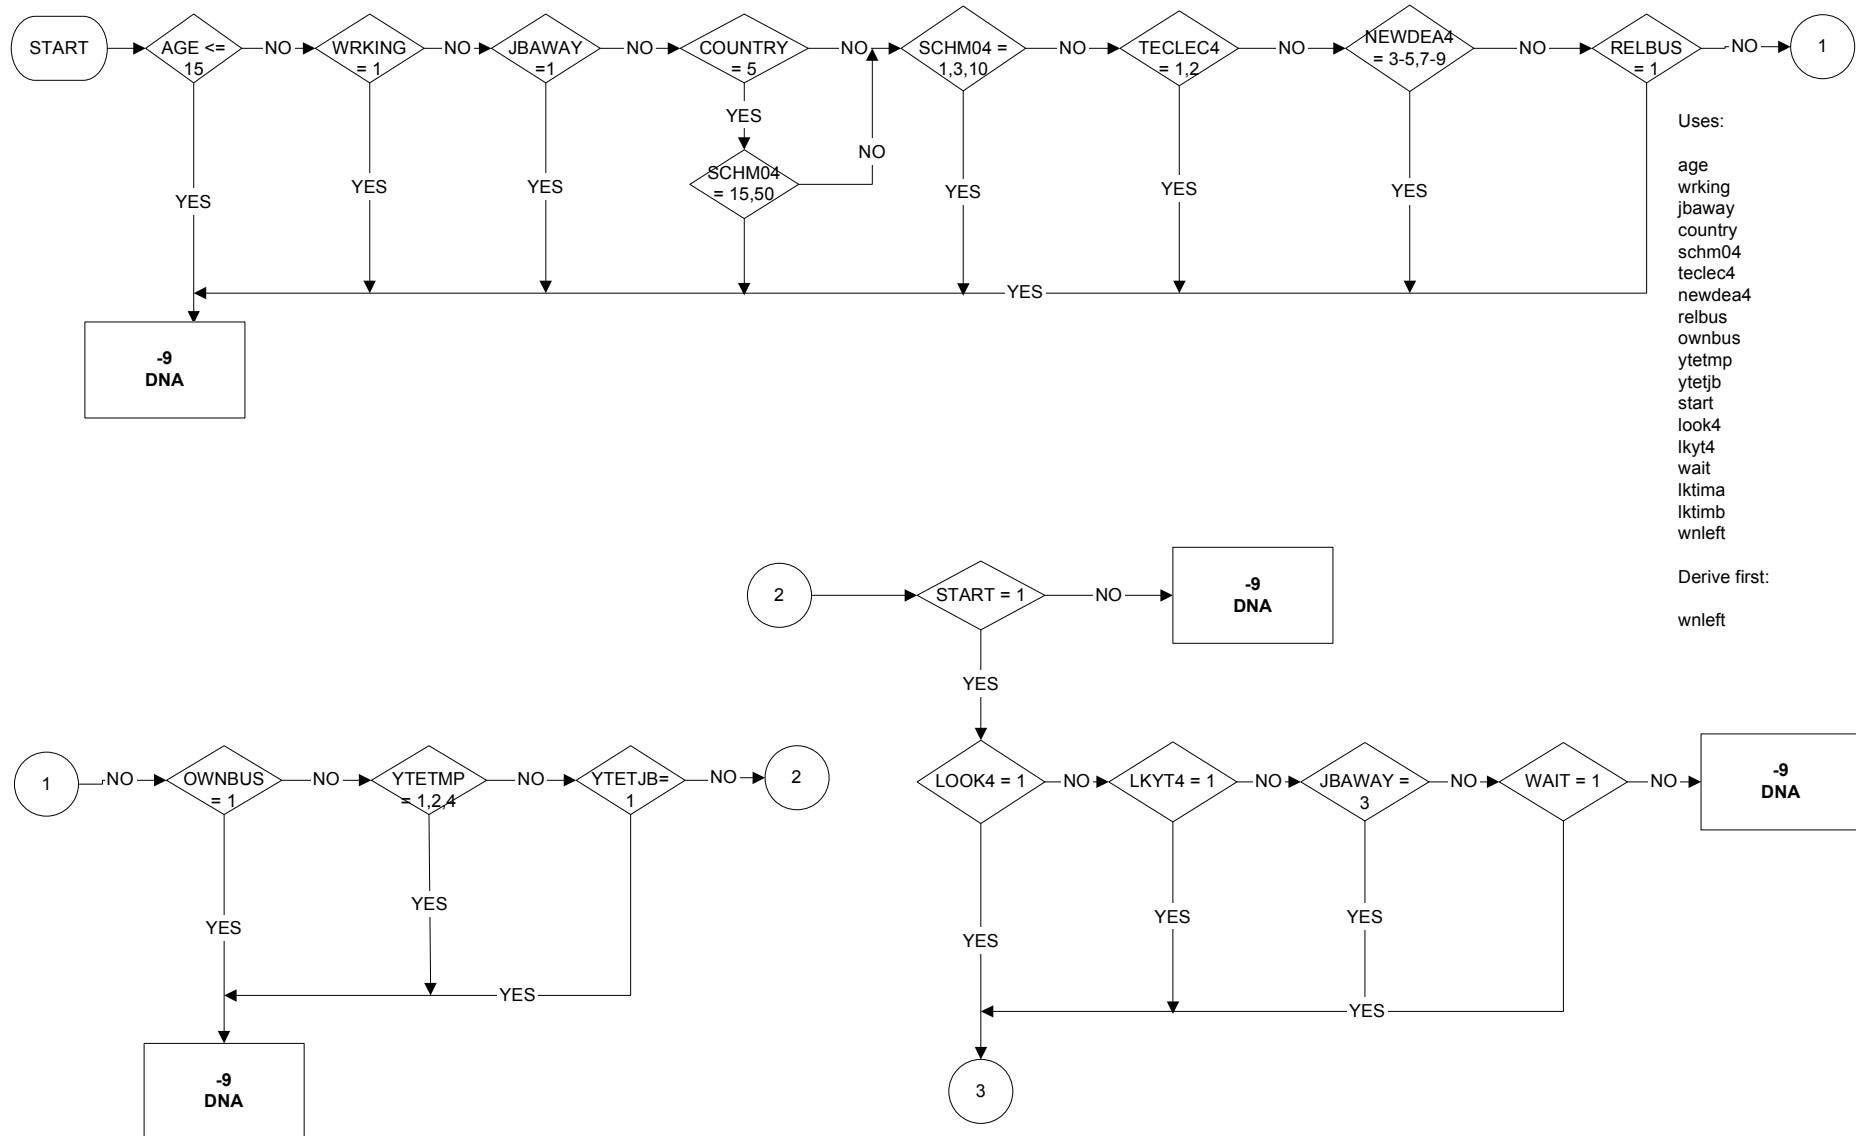 START
AGE <=
15
NO
WRKING
= 1
NO
JBAWAY
=1
NO
COUNTRY
= 5
NO
SCHM04 =
1,3,10
NO
TECLEC4
= 1,2
NO
NEWDEA4
= 3-5,7-9
NO
RELBUS
= 1
NO
1
YES
NO
SCHM04
= 15,50
YES
YES
YES
YES
YES
YES
YES
-9
DNA
Uses:
age
wrking
jbaway
country
schm04
teclec4
newdea4
relbus
ownbus
ytetmp
ytetjb
start
look4
lkyt4
wait
lktima
lktimb
wnleft
Derive first:
wnleft
2
START = 1
NO
-9
DNA
YES
1
NO
OWNBUS
= 1
NO
YTETMP
= 1,2,4
NO
YTETJB=
1
NO
2
YES
YES
YES
-9
DNA
LOOK4 = 1
NO
LKYT4 = 1
NO
JBAWAY =
3
NO
WAIT = 1
NO
-9
DNA
YES
YES
YES
YES
3